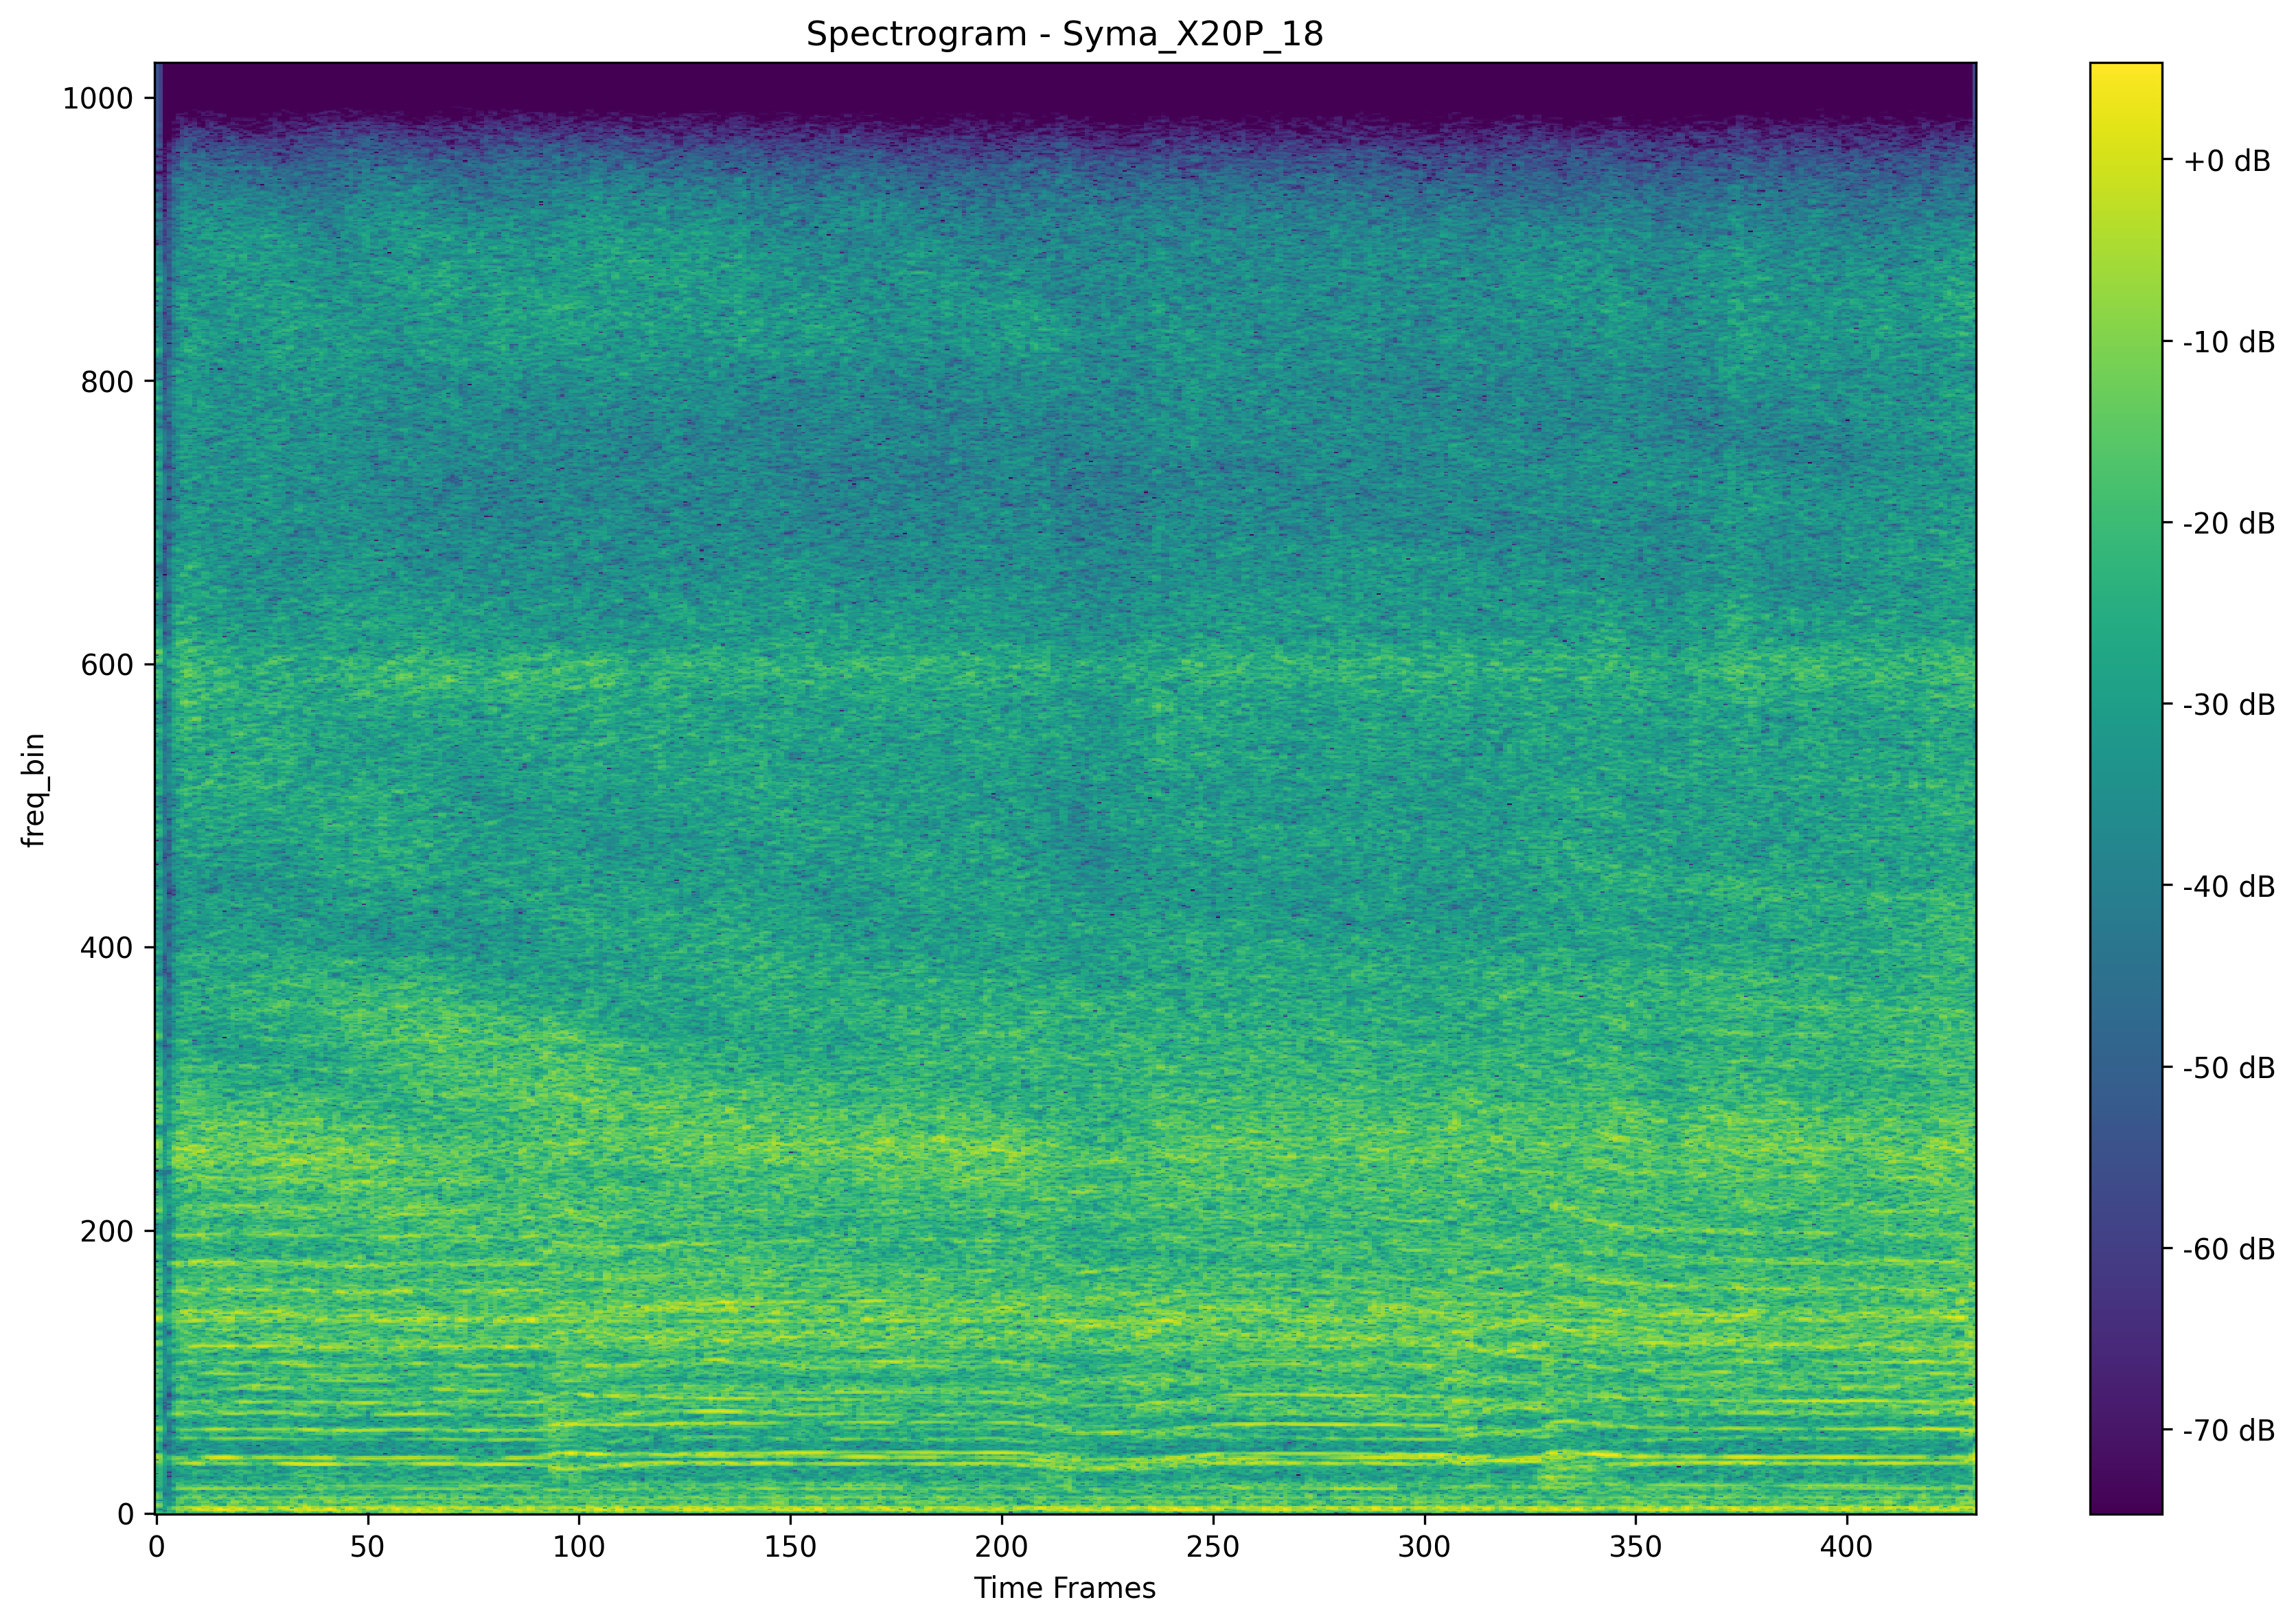 Spectrogram - Syma_X20P_18
1000
800
600
400
200
0
freq_bin
0 50 100 150 200 250 300 350 400
Time Frames
+0 dB
-10 dB
-20 dB
-30 dB
-40 dB
-50 dB
-60 dB
-70 dB